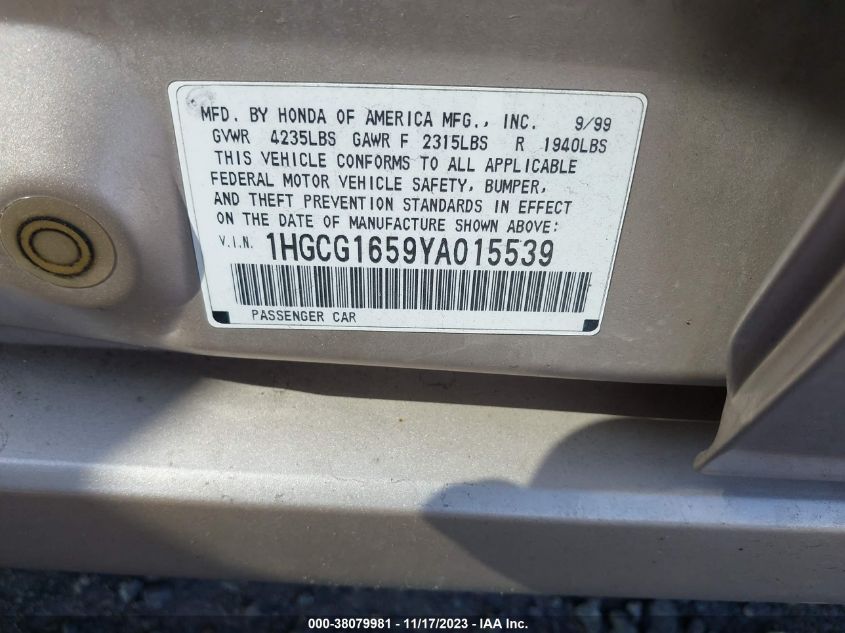 MFD. BY HONDA OF AMERICA MFG., INC. 9/99
GVWR 4235LBS GAWR F 2315LBS R 1940LBS
THIS VEHICLE CONFORMS TO ALL APPLICABLE
FEDERAL MOTOR VEHICLE SAFETY, BUMPER,
AND THEFT PREVENTION STANDARDS IN EFFECT
ON THE DATE OF MANUFACTURE SHOWN ABOVE:
V.I.N. 1HGCG1659YA015539
PASSENGER CAR
000-38079981 - 11/17/2023 - IAA Inc.